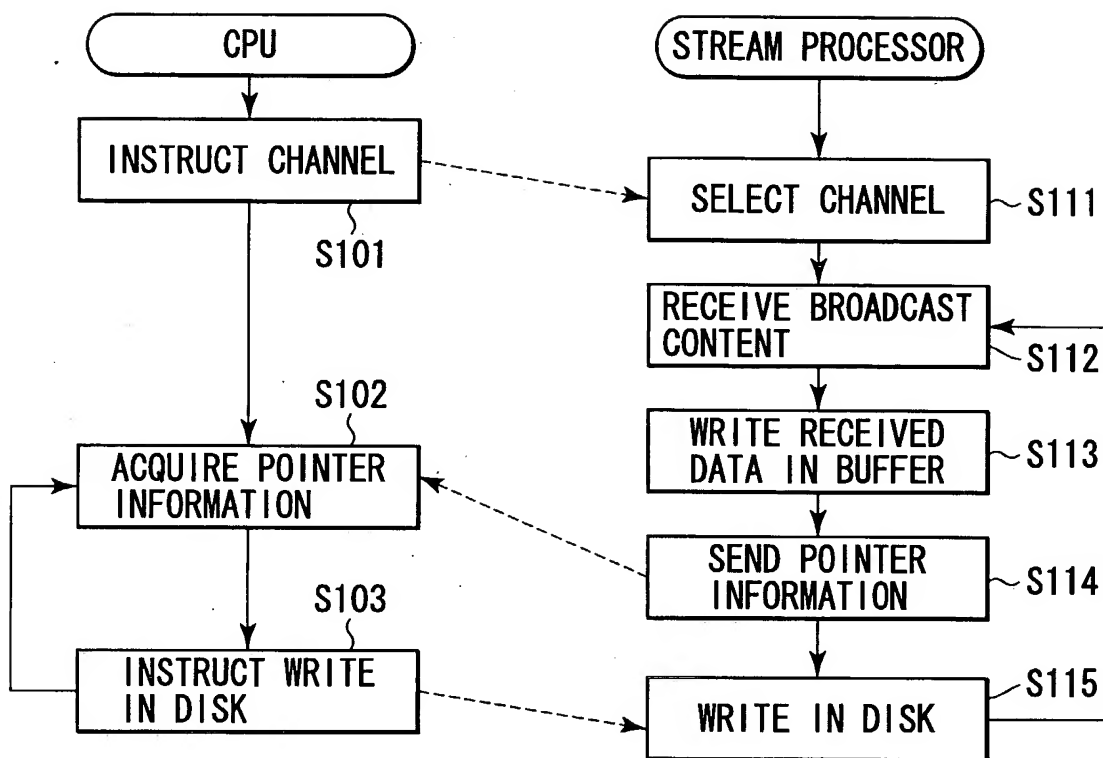 CPU
INSTRUCT CHANNEL
S101
S102
ACQUIRE POINTER
INFORMATION
S103
INSTRUCT WRITE
IN DISK
STREAM PROCESSOR
SELECT CHANNEL
S111
RECEIVE BROADCAST
CONTENT
S112
WRITE RECEIVED
DATA IN BUFFER
S113
SEND POINTER
INFORMATION
S114
S115
WRITE IN DISK